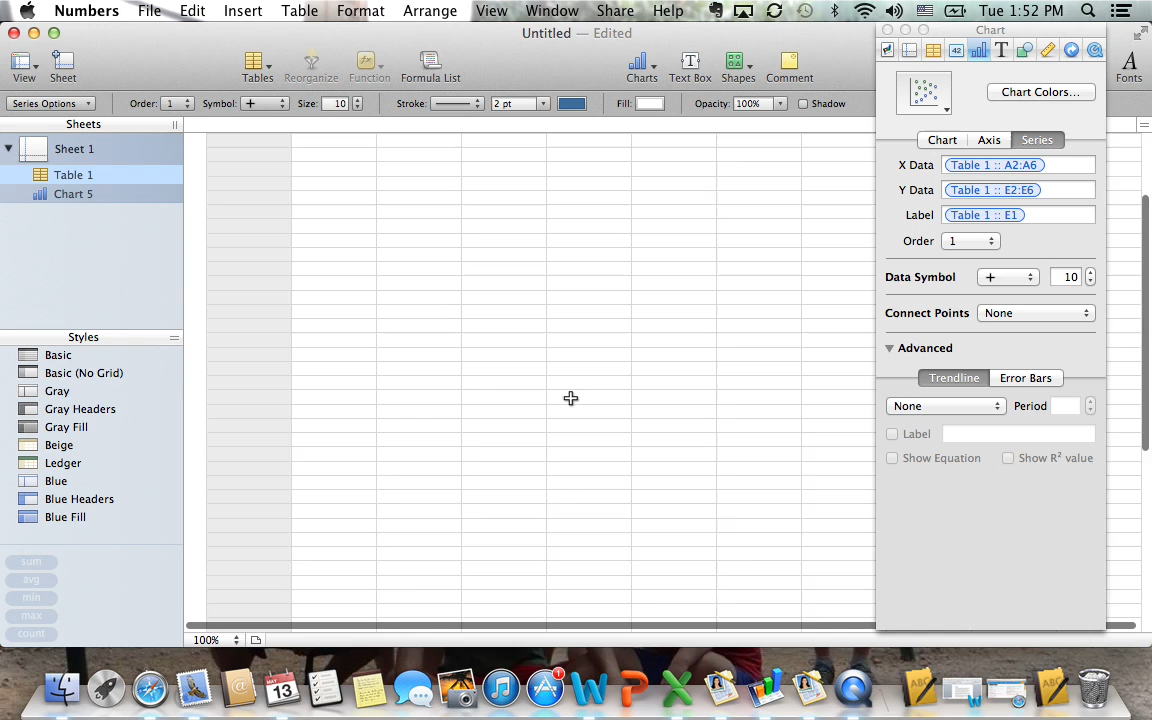 Numbers File Edit Insert Table Format Arrange View Window Share Help Tue 1:52 PM
Untitled — Edited
Chart
View Sheet Tables Reorganize Function Formula List Charts Text Box Shapes Comment Fonts
42 T
Chart Colors...
Series Options Order: 1 Symbol: + Size: 10 Stroke: 2 pt Fill: Opacity: 100% Shadow
Sheets
Sheet 1
Table 1
Chart 5
Chart Axis Series
X Data Table 1 :: A2:A6
Y Data Table 1 :: E2:E6
Label Table 1 :: E1
Order 1
Data Symbol + 10
Connect Points None
Advanced
Trendline Error Bars
None Period
Label
Show Equation Show R² value
Styles
Basic
Basic (No Grid)
Gray
Gray Headers
Gray Fill
Beige
Ledger
Blue
Blue Headers
Blue Fill
sum
avg
min
max
count
100%
MAY
13
1
W P X
ABC
ABC